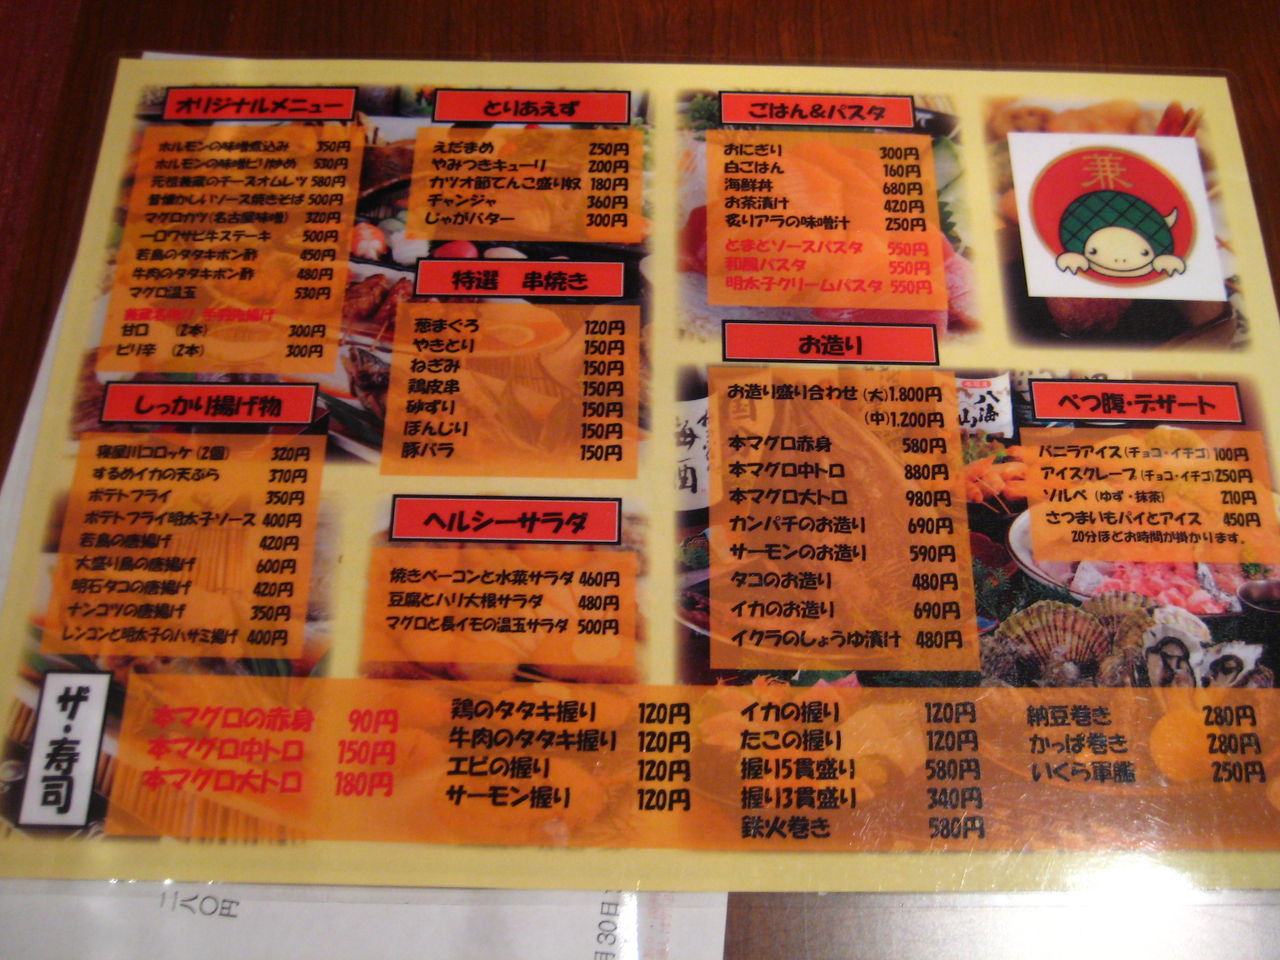 オリジナルメニュー
ホルモンの味噌煮込み 350円
ホルモンの味噌ピリ炒め 530円
元祖兼蔵のチーズオムレツ 580円
昔懐かしいソース焼きそば 500円
マグロカツ(名古屋味噌) 320円
一口ワサビ牛ステーキ 500円
若鳥のタタキポン酢 450円
牛肉のタタキポン酢 480円
マグロ温玉 530円
兼蔵名物!! 手羽先揚げ
甘口 (2本) 300円
ピリ辛 (2本) 300円
しっかり揚げ物
寝屋川コロッケ(2個) 320円
するめイカの天ぷら 370円
ポテトフライ 350円
ポテトフライ明太子ソース 400円
若鳥の唐揚げ 420円
大盛り鳥の唐揚げ 600円
明石タコの唐揚げ 420円
ナンコツの唐揚げ 350円
レンコンと明太子のハサミ揚げ 400円
とりあえず
えだまめ 250円
やみつきキューリ 200円
カツオ節てんこ盛り奴 180円
チャンジャ 360円
じゃがバター 300円
特選 串焼き
葱まぐろ 120円
やきとり 150円
ねぎみ 150円
鶏皮串 150円
砂ずり 150円
ぼんじり 150円
豚バラ 150円
ヘルシーサラダ
焼きベーコンと水菜サラダ 460円
豆腐とハリ大根サラダ 480円
マグロと長イモの温玉サラダ 500円
ごはん&パスタ
おにぎり 300円
白ごはん 160円
海鮮丼 680円
お茶漬け 420円
炙りアラの味噌汁 250円
とまとソースパスタ 550円
和風パスタ 550円
明太子クリームパスタ 550円
お造り
お造り盛り合わせ (大)1.800円
(中)1.200円
本マグロ赤身 580円
本マグロ中トロ 880円
本マグロ大トロ 980円
カンパチのお造り 690円
サーモンのお造り 590円
タコのお造り 480円
イカのお造り 690円
イクラのしょうゆ漬け 480円
兼
八海山
べつ腹・デザート
バニラアイス(チョコ・イチゴ) 100円
アイスクレープ(チョコ・イチゴ) 250円
ソルベ(ゆず・抹茶) 210円
さつまいもパイとアイス 450円
20分ほどお時間が掛かります。
ザ・寿司
本マグロの赤身 90円
本マグロ中トロ 150円
本マグロ大トロ 180円
鶏のタタキ握り 120円
牛肉のタタキ握り 120円
エビの握り 120円
サーモン握り 120円
イカの握り 120円
たこの握り 120円
握り5貫盛り 580円
握り3貫盛り 340円
鉄火巻き 580円
納豆巻き 280円
かっぱ巻き 280円
いくら軍艦 250円
二八〇円
月30日